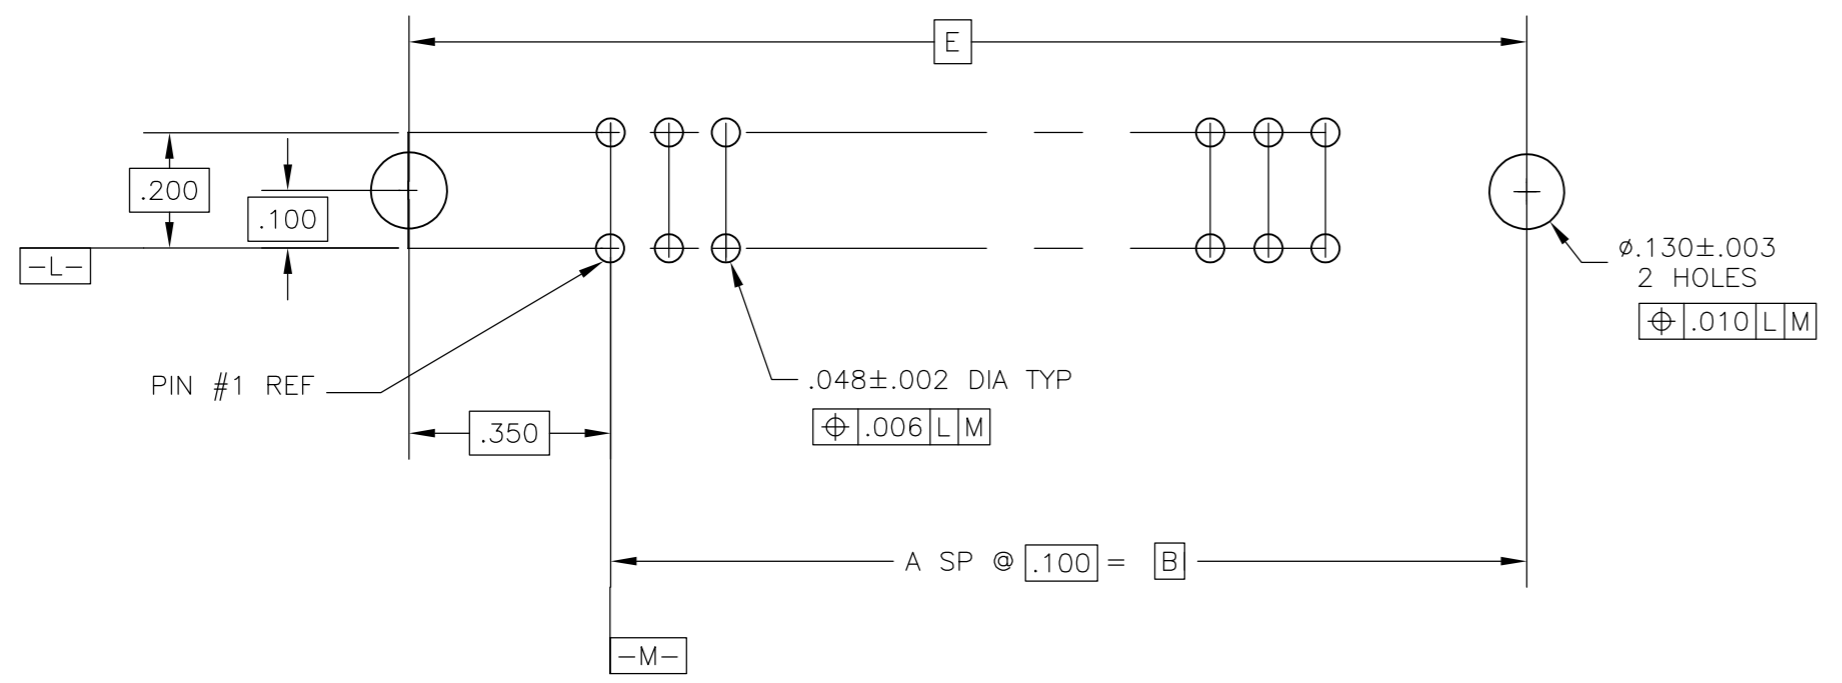 E
.200
.100
-L-
ø.130±.003
2 HOLES
⌖ .010 L M
PIN #1 REF
.048±.002 DIA TYP
⌖ .006 L M
.350
A SP @ .100 = B
-M-